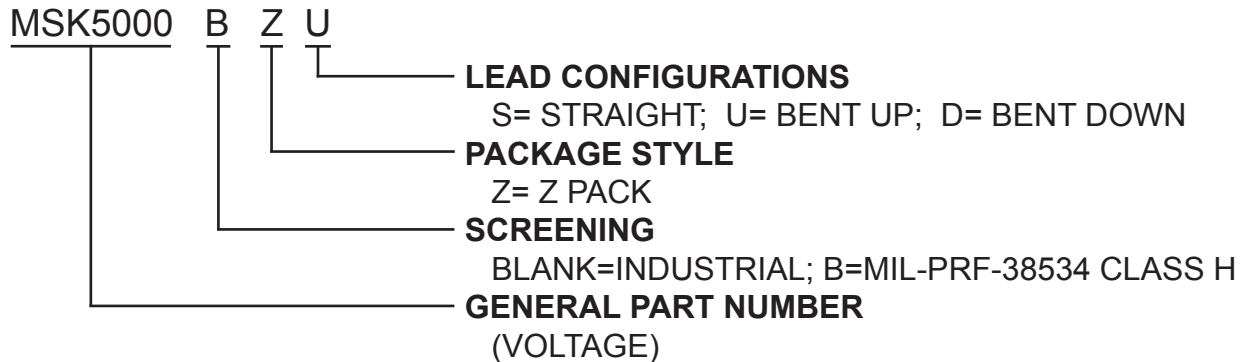 MSK5000 B Z U
LEAD CONFIGURATIONS
S= STRAIGHT; U= BENT UP; D= BENT DOWN
PACKAGE STYLE
Z= Z PACK
SCREENING
BLANK=INDUSTRIAL; B=MIL-PRF-38534 CLASS H
GENERAL PART NUMBER
(VOLTAGE)